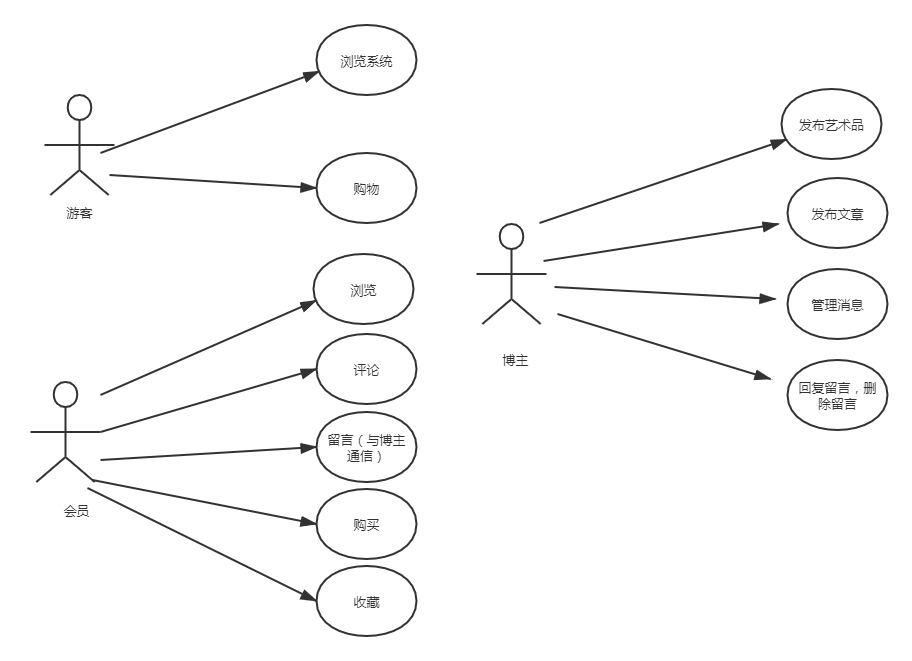 浏览系统
购物
游客
浏览
评论
留言（与博主
通信）
购买
收藏
会员
发布艺术品
发布文章
管理消息
回复留言，删
除留言
博主